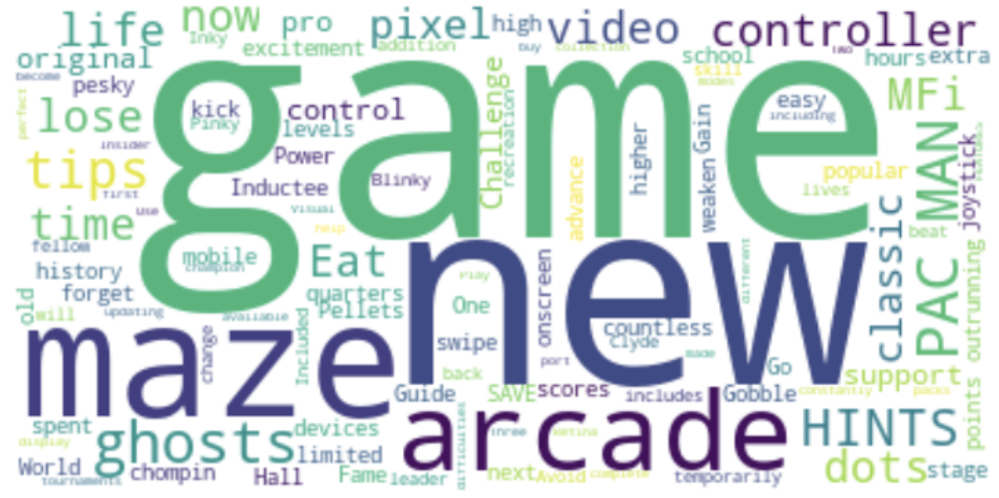 life now pro pixel high video controller
Inky excitement addition buy collection two
original become school hours extra
pesky skill modes MFi
game
perfect lose kick Pinky control levels Challenge recreation easy including
insider Power
tips first Inductee Blinky advance higher weaken Gain popular lives MAN joystick
use visual
time help beat
fellow mobile champion Eat new classic PAC outrunning
history
forget quarters Play onscreen different
old will updating available Pellets One
maze change Included swipe countless Clyde
port made Go
back support
Guide SAVE scores includes Gobble constantly packs
spent ghosts devices arcade HINTS points
display limited difficulties three Retina
World tournaments chompin Hall Fame leader next Avoid complete temporarily dots stage